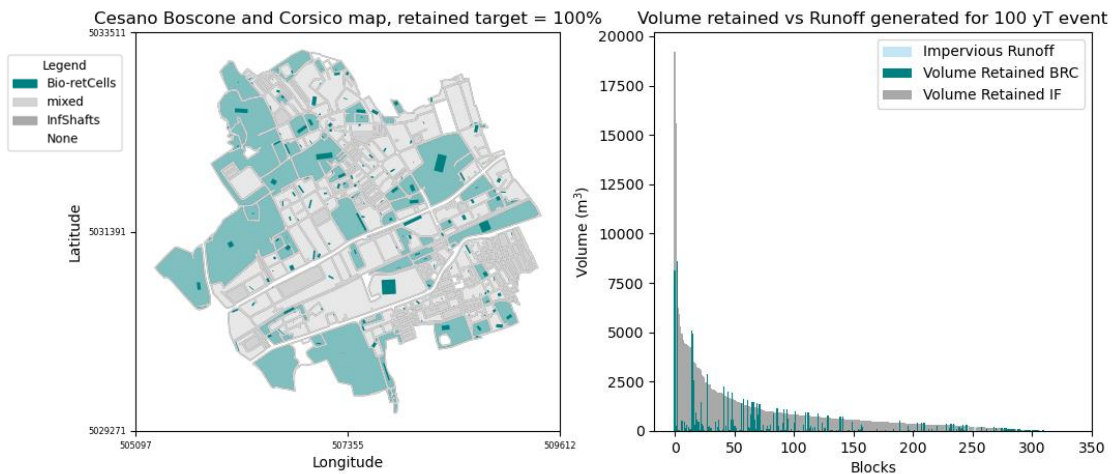 Cesano Boscone and Corsico map, retained target = 100%
5033511
Legend
Bio-retCells
mixed
InfShafts
None
Latitude
5031391
5029271
505097
507355
509612
Longitude
Volume retained vs Runoff generated for 100 yT event
Impervious Runoff
Volume Retained BRC
Volume Retained IF
Volume (m³)
20000
17500
15000
12500
10000
7500
5000
2500
0
0
50
100
150
200
250
300
350
Blocks